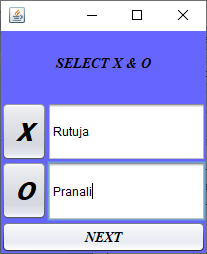 SELECT X & O
X Rutuja
O Pranali
NEXT